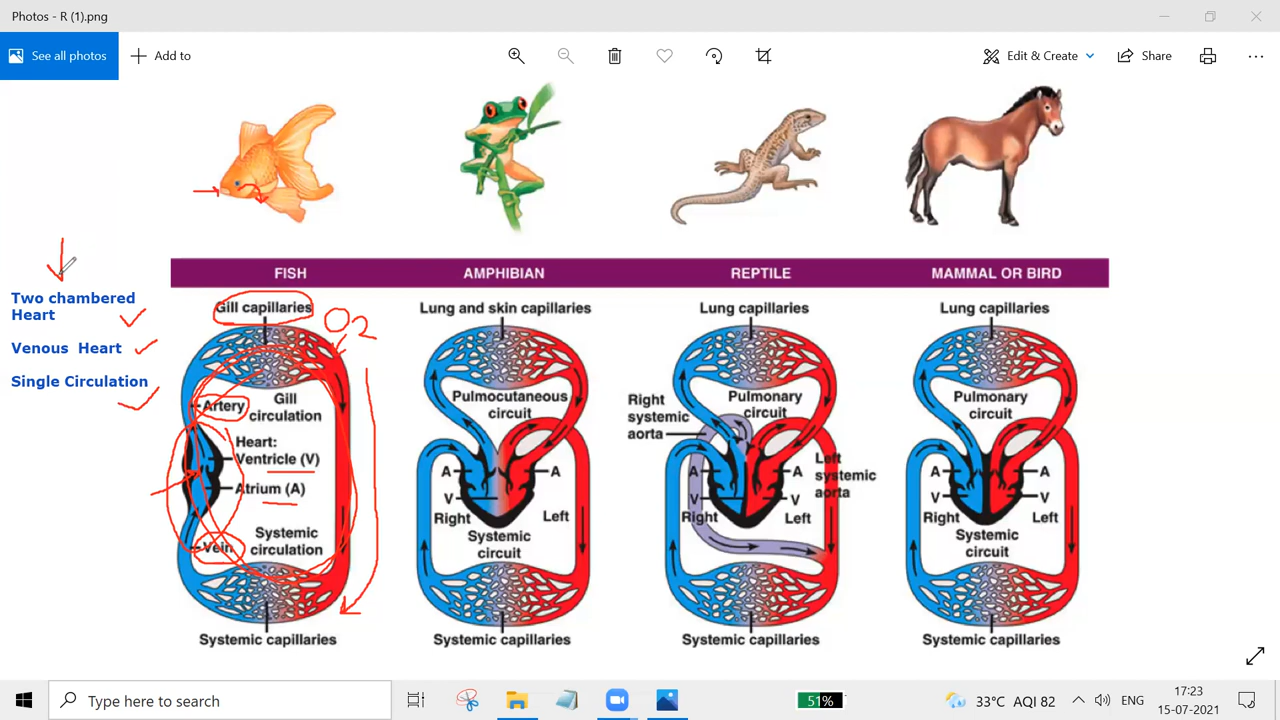 Photos - R (1).png
See all photos
Add to
Edit & Create
Share
FISH
AMPHIBIAN
REPTILE
MAMMAL OR BIRD
Two chambered
Heart
Venous Heart
Single Circulation
Gill capillaries
O2
Artery
Gill
circulation
Heart:
Ventricle (V)
Atrium (A)
Vein
Systemic
circulation
Systemic capillaries
Lung and skin capillaries
Pulmocutaneous
circuit
A
A
V
V
Right
Left
Systemic
circuit
Systemic capillaries
Lung capillaries
Right
systemic
aorta
Pulmonary
circuit
Left
systemic
aorta
A
A
V
V
Right
Left
Systemic capillaries
Lung capillaries
Pulmonary
circuit
A
A
V
V
Right
Left
Systemic
circuit
Systemic capillaries
Type here to search
51%
33°C AQI 82
ENG
17:23
15-07-2021